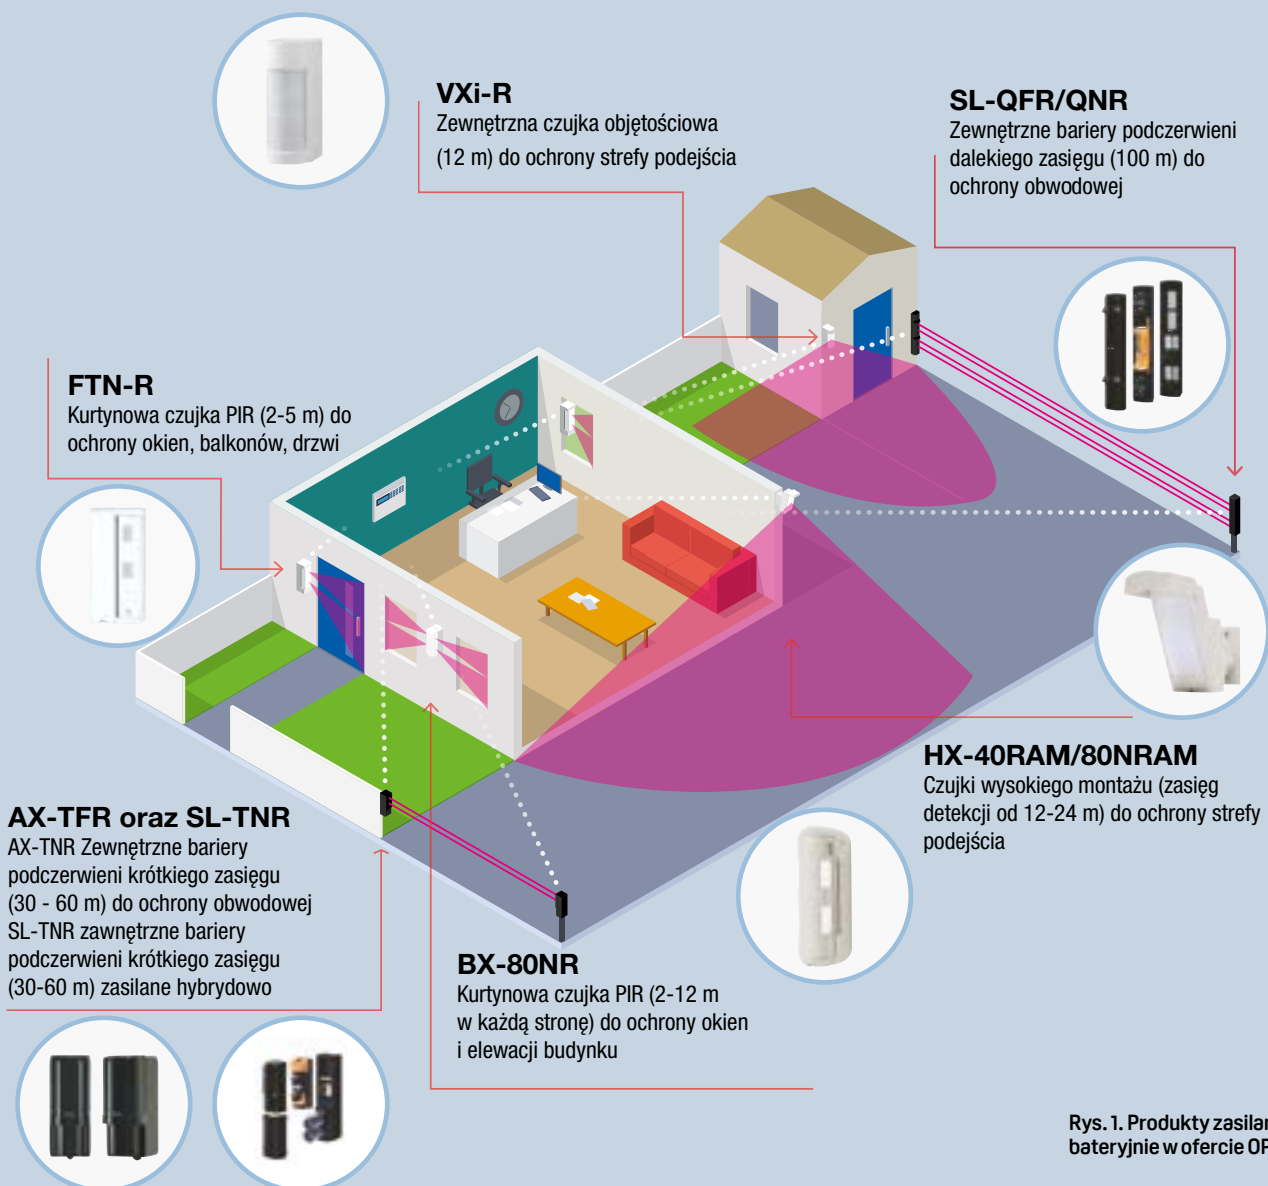 VXi-R
Zewnętrzna czujka objętościowa
(12 m) do ochrony strefy podejścia
SL-QFR/QNR
Zewnętrzne bariery podczerwieni
dalekiego zasięgu (100 m) do
ochrony obwodowej
FTN-R
Kurtynowa czujka PIR (2-5 m) do
ochrony okien, balkonów, drzwi
HX-40RAM/80NRAM
Czujki wysokiego montażu (zasięg
detekcji od 12-24 m) do ochrony strefy
podejścia
AX-TFR oraz SL-TNR
AX-TNR Zewnętrzne bariery
podczerwieni krótkiego zasięgu
(30 - 60 m) do ochrony obwodowej
SL-TNR zawnętrzne bariery
podczerwieni krótkiego zasięgu
(30-60 m) zasilane hybrydowo
BX-80NR
Kurtynowa czujka PIR (2-12 m
w każdą stronę) do ochrony okien
i elewacji budynku
Rys. 1. Produkty zasilan
bateryjnie w ofercie OP